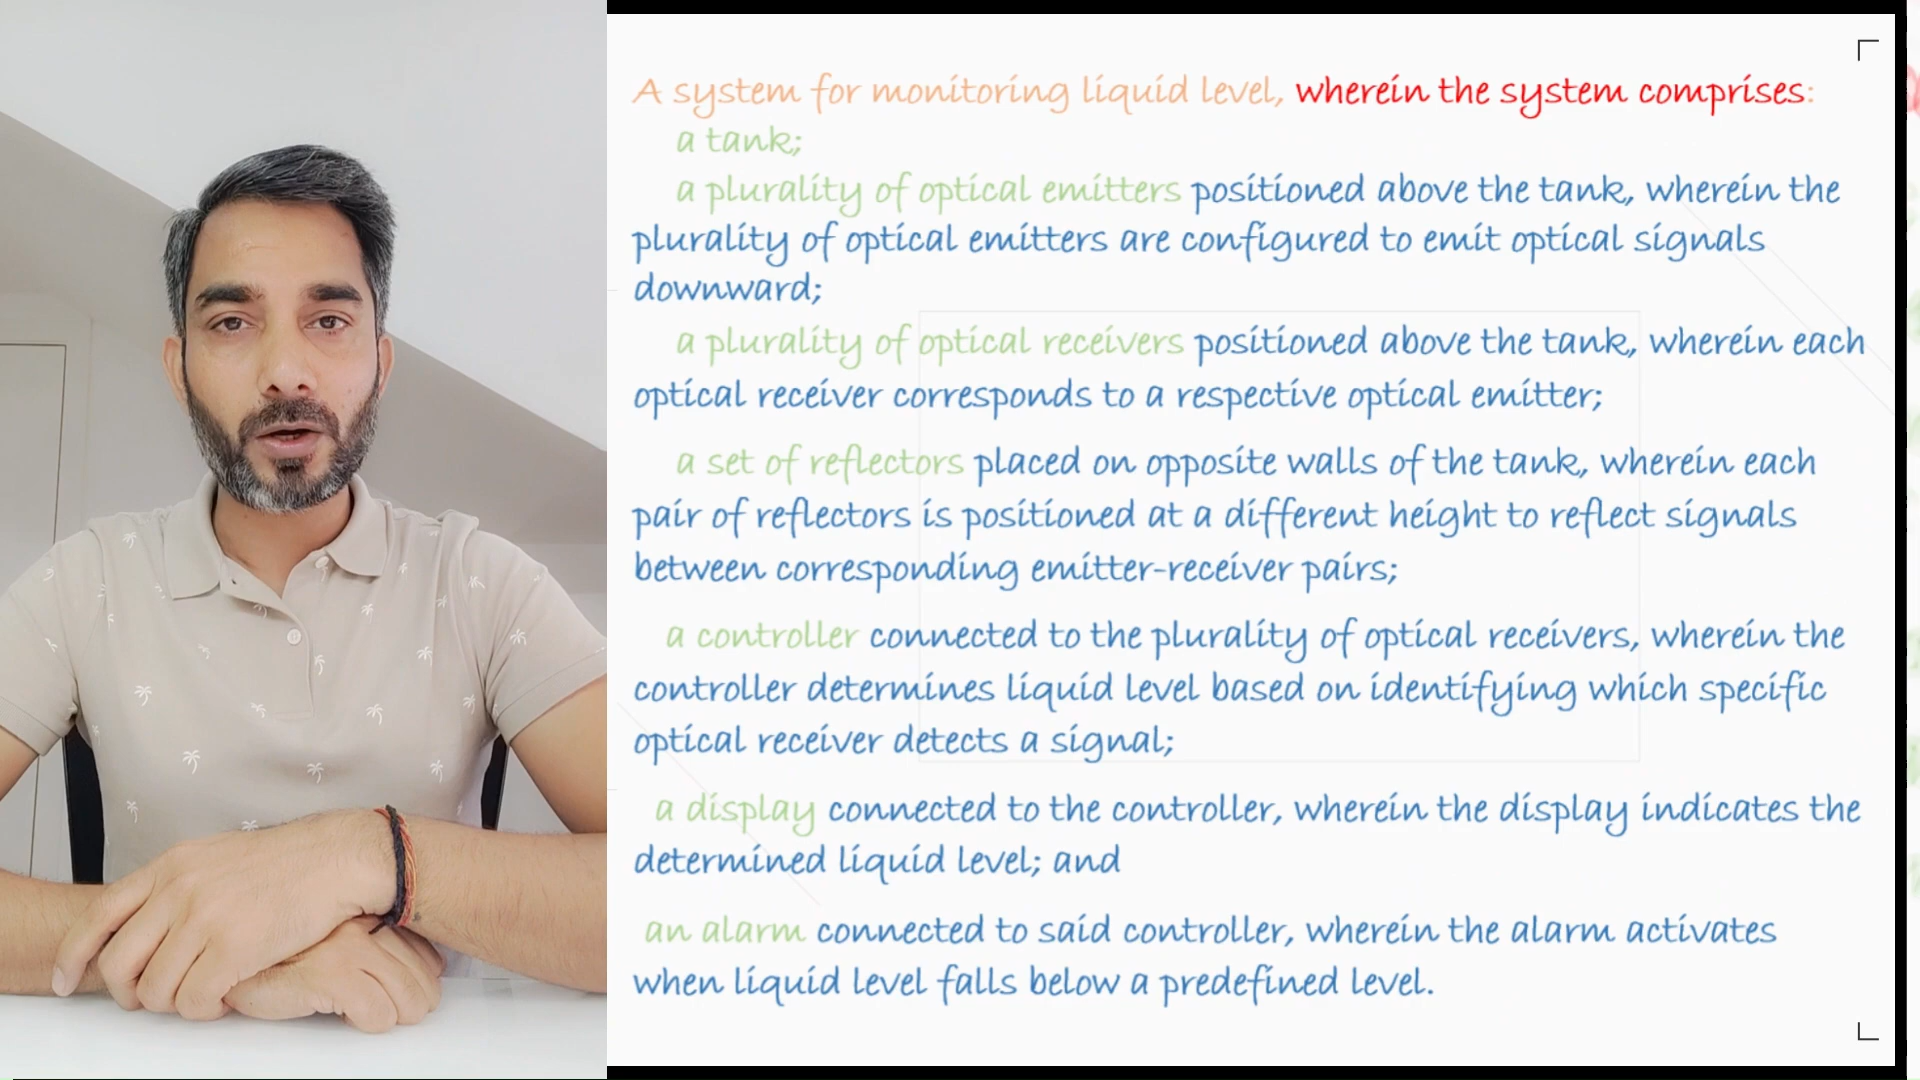 A system for monitoring liquid level, wherein the system comprises:
a tank;
a plurality of optical emitters positioned above the tank, wherein the
plurality of optical emitters are configured to emit optical signals
downward;
a plurality of optical receivers positioned above the tank, wherein each
optical receiver corresponds to a respective optical emitter;
a set of reflectors placed on opposite walls of the tank, wherein each
pair of reflectors is positioned at a different height to reflect signals
between corresponding emitter-receiver pairs;
a controller connected to the plurality of optical receivers, wherein the
controller determines liquid level based on identifying which specific
optical receiver detects a signal;
a display connected to the controller, wherein the display indicates the
determined liquid level; and
an alarm connected to said controller, wherein the alarm activates
when liquid level falls below a predefined level.